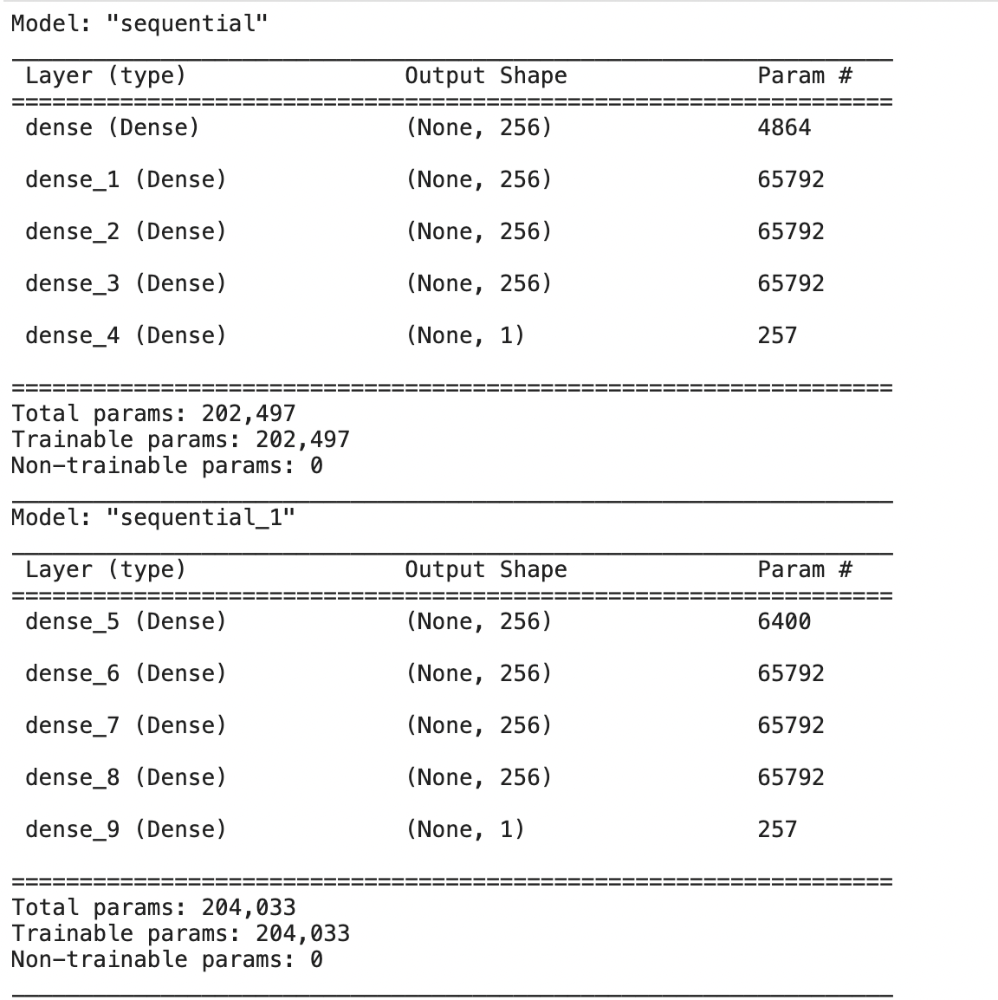 Model: "sequential"
Layer (type) Output Shape Param #
=================================================================
dense (Dense) (None, 256) 4864
dense_1 (Dense) (None, 256) 65792
dense_2 (Dense) (None, 256) 65792
dense_3 (Dense) (None, 256) 65792
dense_4 (Dense) (None, 1) 257
=================================================================
Total params: 202,497
Trainable params: 202,497
Non-trainable params: 0
Model: "sequential_1"
Layer (type) Output Shape Param #
=================================================================
dense_5 (Dense) (None, 256) 6400
dense_6 (Dense) (None, 256) 65792
dense_7 (Dense) (None, 256) 65792
dense_8 (Dense) (None, 256) 65792
dense_9 (Dense) (None, 1) 257
=================================================================
Total params: 204,033
Trainable params: 204,033
Non-trainable params: 0